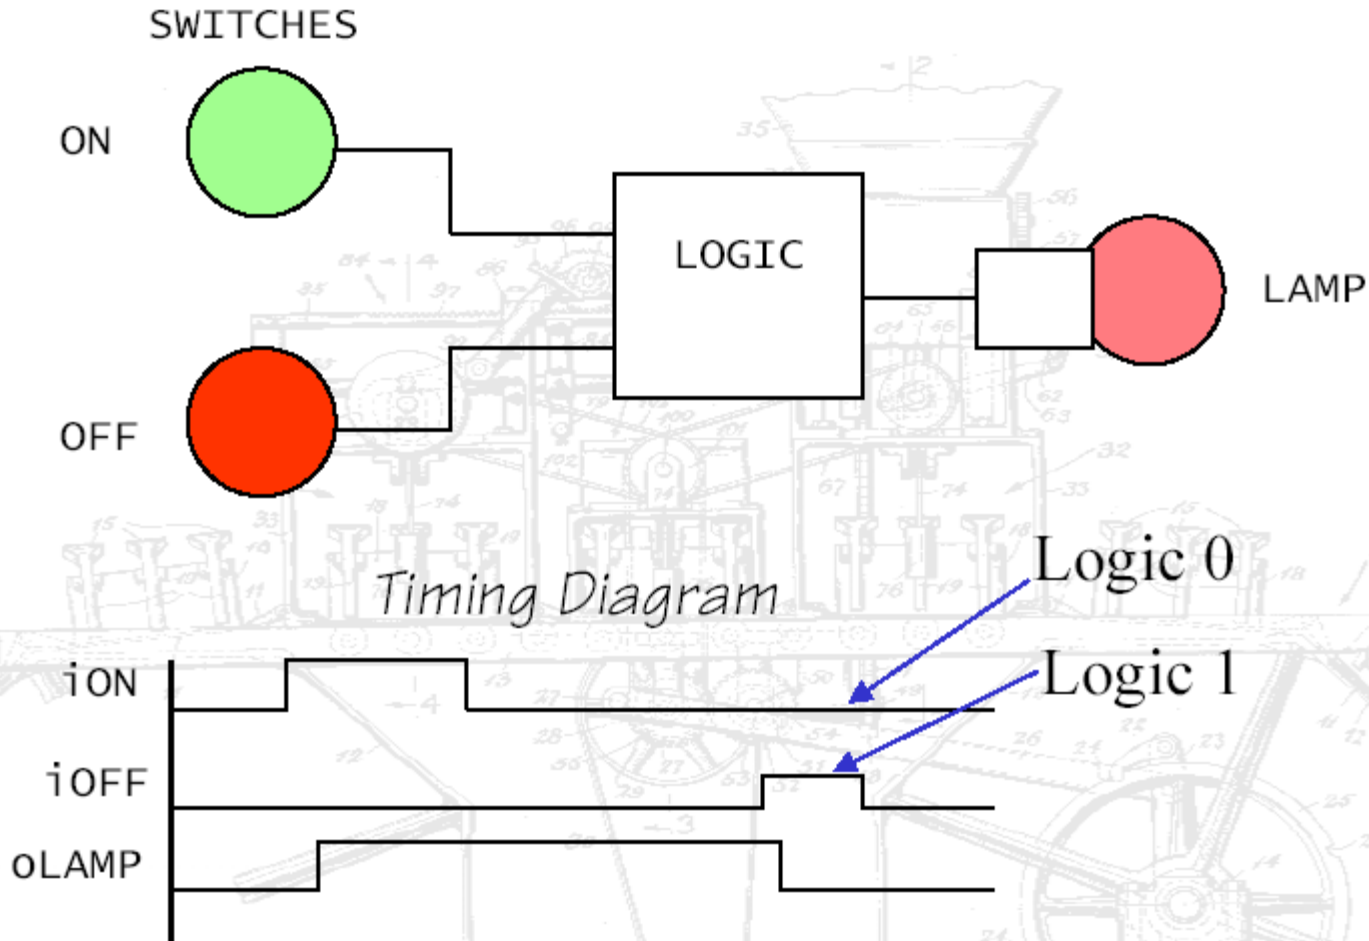 SWITCHES
ON
LOGIC
LAMP
OFF
Timing Diagram
Logic 0
Logic 1
iON
iOFF
oLAMP